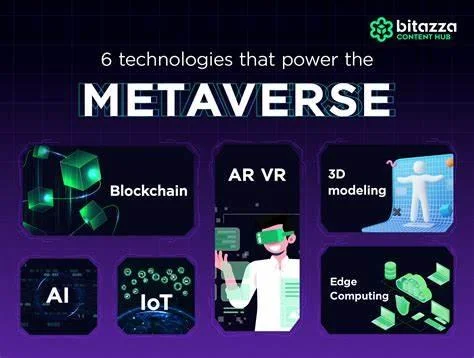 bitazza
CONTENT HUB
6 technologies that power the
METAVERSE
Blockchain
AR VR
3D
modeling
AI
IoT
Edge
Computing